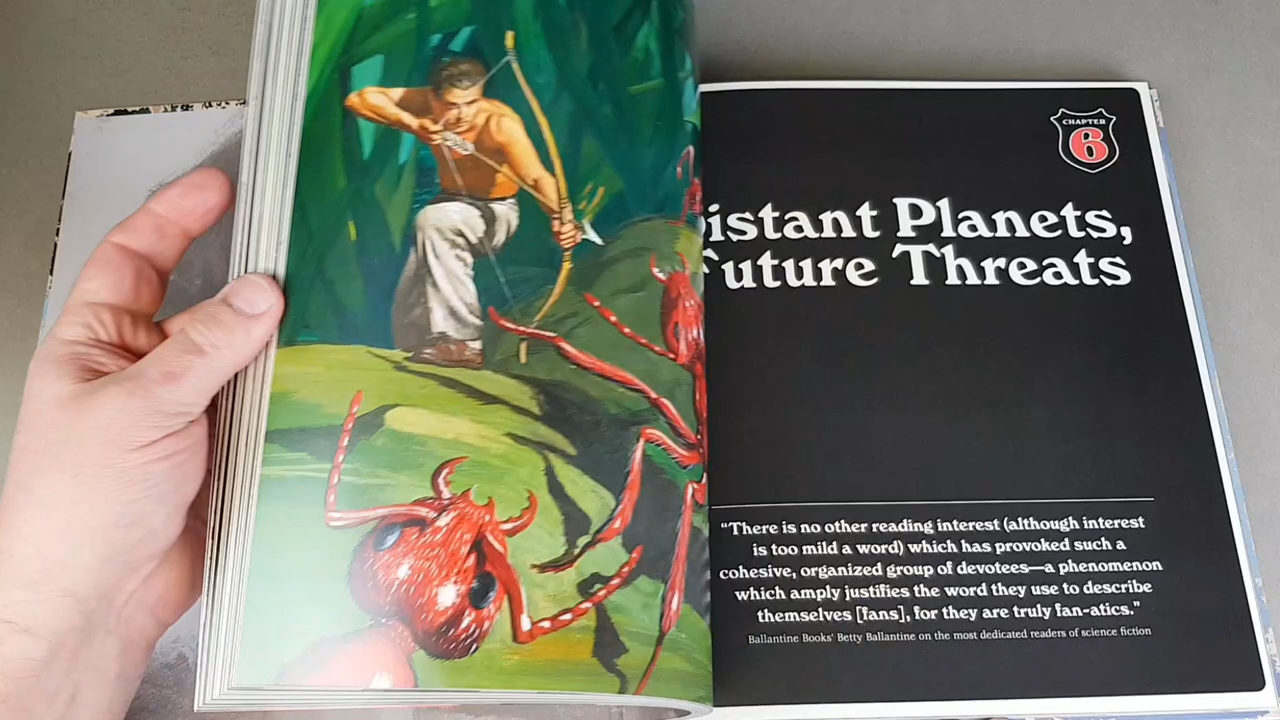 CHAPTER
6
Distant Planets,
Future Threats
“There is no other reading interest (although interest
is too mild a word) which has provoked such a
cohesive, organized group of devotees—a phenomenon
which amply justifies the word they use to describe
themselves [fans], for they are truly fan-atics.”
Ballantine Books' Betty Ballantine on the most dedicated readers of science fiction